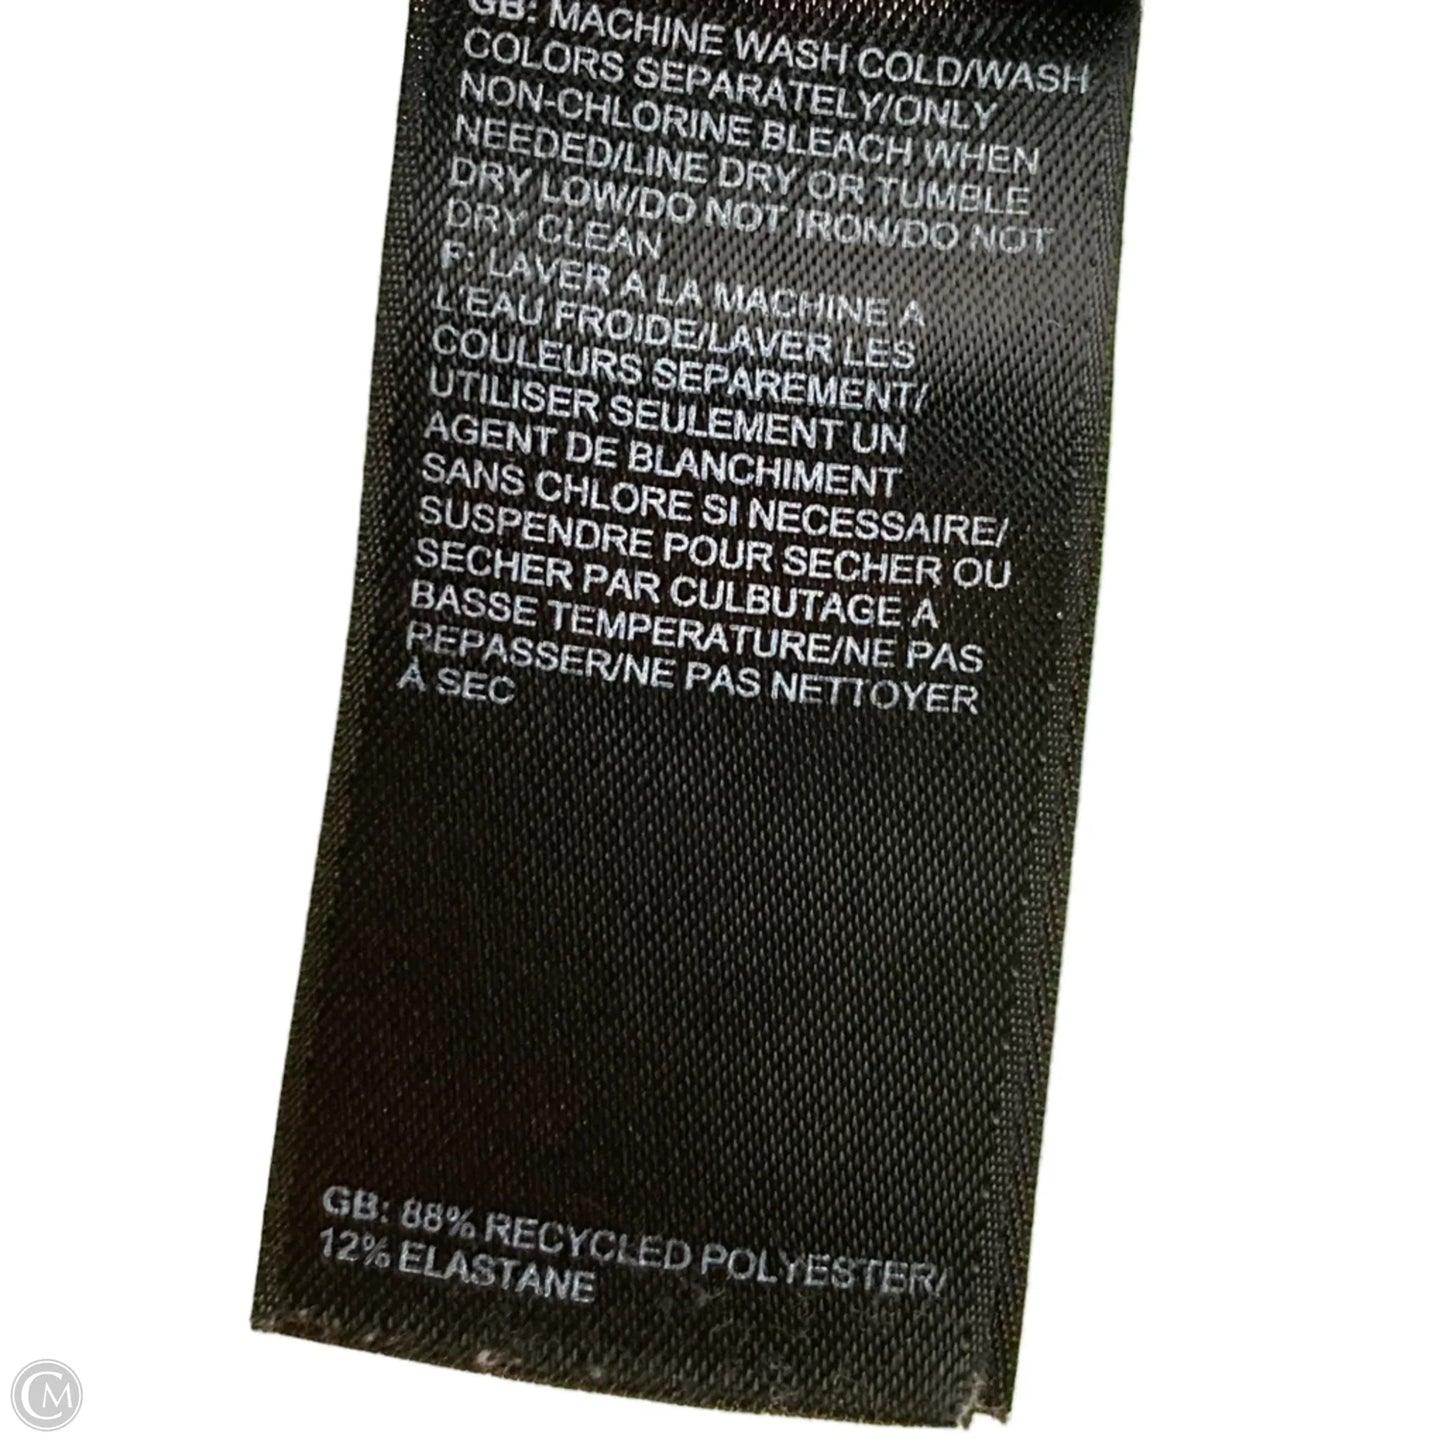 GB: MACHINE WASH COLD/WASH
COLORS SEPARATELY/ONLY
NON-CHLORINE BLEACH WHEN
NEEDED/LINE DRY OR TUMBLE
DRY LOW/DO NOT IRON/DO NOT
DRY CLEAN
F: LAVER A LA MACHINE A
L'EAU FROIDE/LAVER LES
COULEURS SEPAREMENT/
UTILISER SEULEMENT UN
AGENT DE BLANCHIMENT
SANS CHLORE SI NECESSAIRE/
SUSPENDRE POUR SECHER OU
SECHER PAR CULBUTAGE A
BASSE TEMPERATURE/NE PAS
REPASSER/NE PAS NETTOYER
À SEC
GB: 88% RECYCLED POLYESTER/
12% ELASTANE
CM